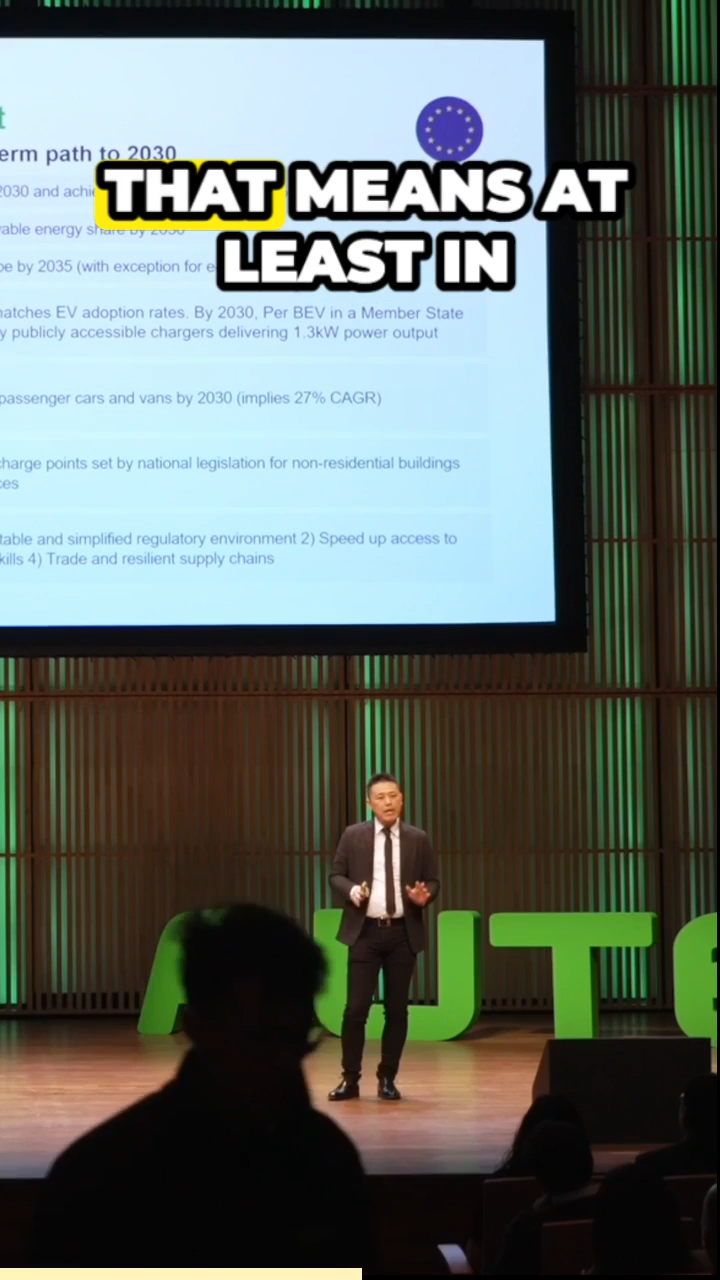 t
erm path to 2030
2030 and achie
THAT MEANS AT
LEAST IN
able energy share by 2030
pe by 2035 (with exception for e
matches EV adoption rates. By 2030, Per BEV in a Member State
y publicly accessible chargers delivering 1.3kW power output
passenger cars and vans by 2030 (implies 27% CAGR)
charge points set by national legislation for non-residential buildings
ces
table and simplified regulatory environment 2) Speed up access to
kills 4) Trade and resilient supply chains
AUTE